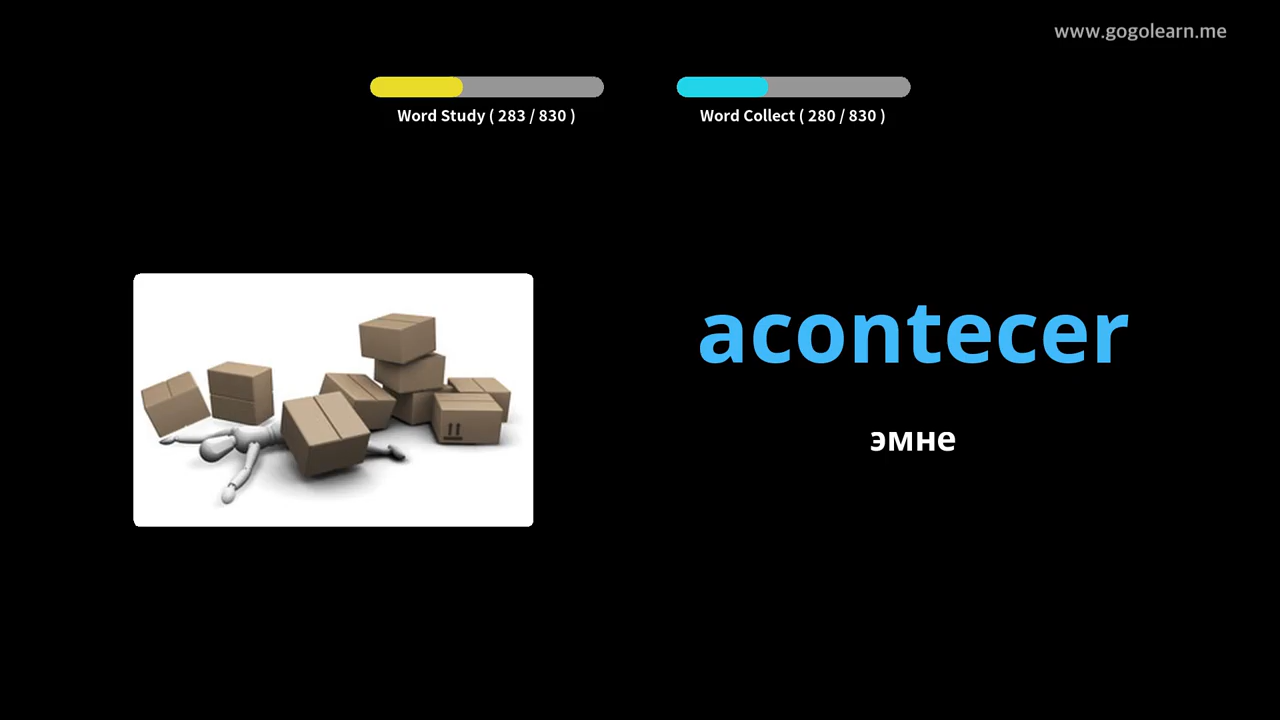 www.gogolearn.me
Word Study ( 283 / 830 )
Word Collect ( 280 / 830 )
acontecer
эмне